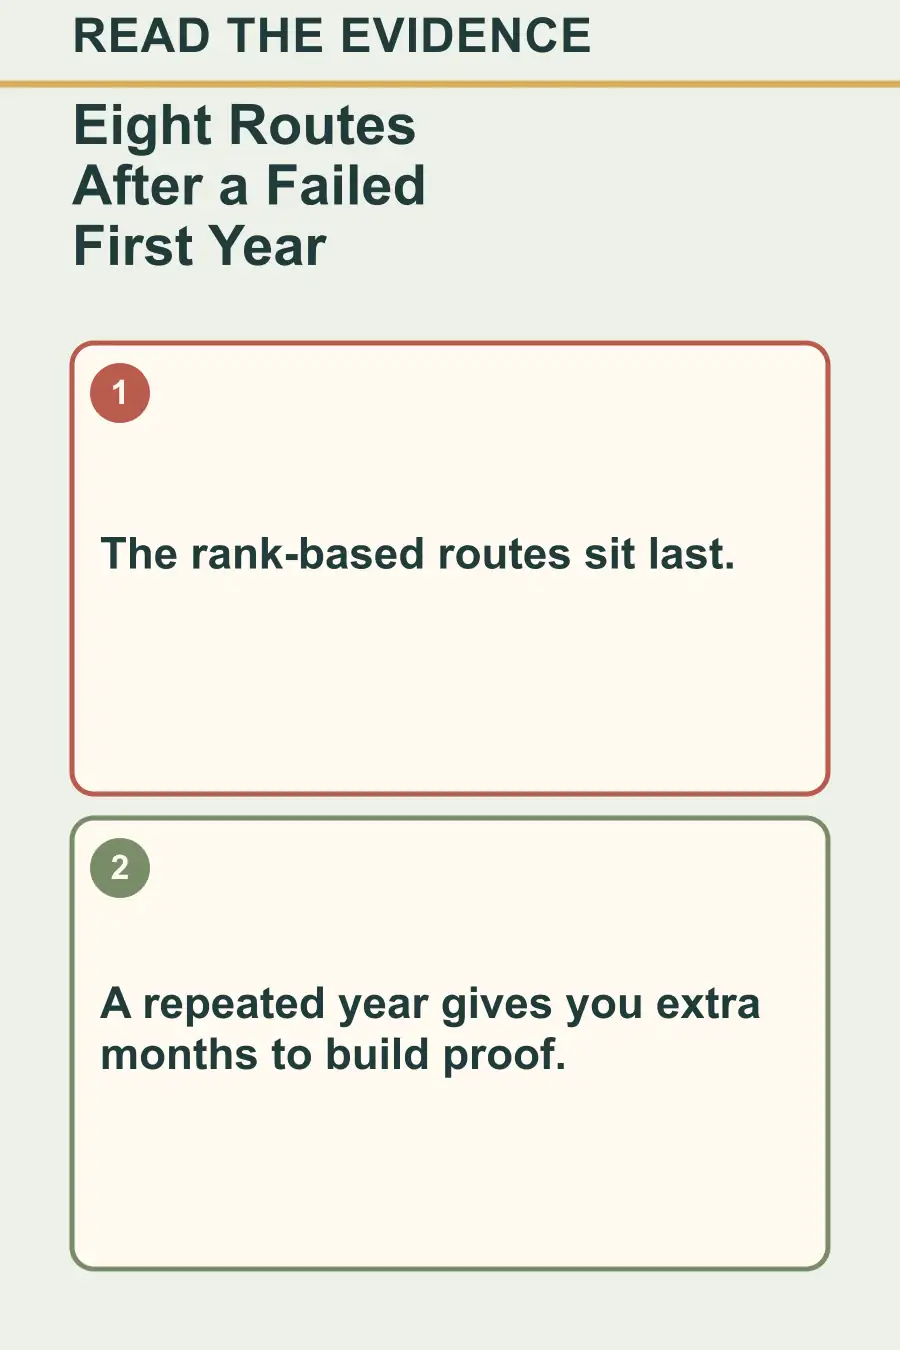 READ THE EVIDENCE
Eight Routes
After a Failed
First Year
1
The rank-based routes sit last.
2
A repeated year gives you extra
months to build proof.